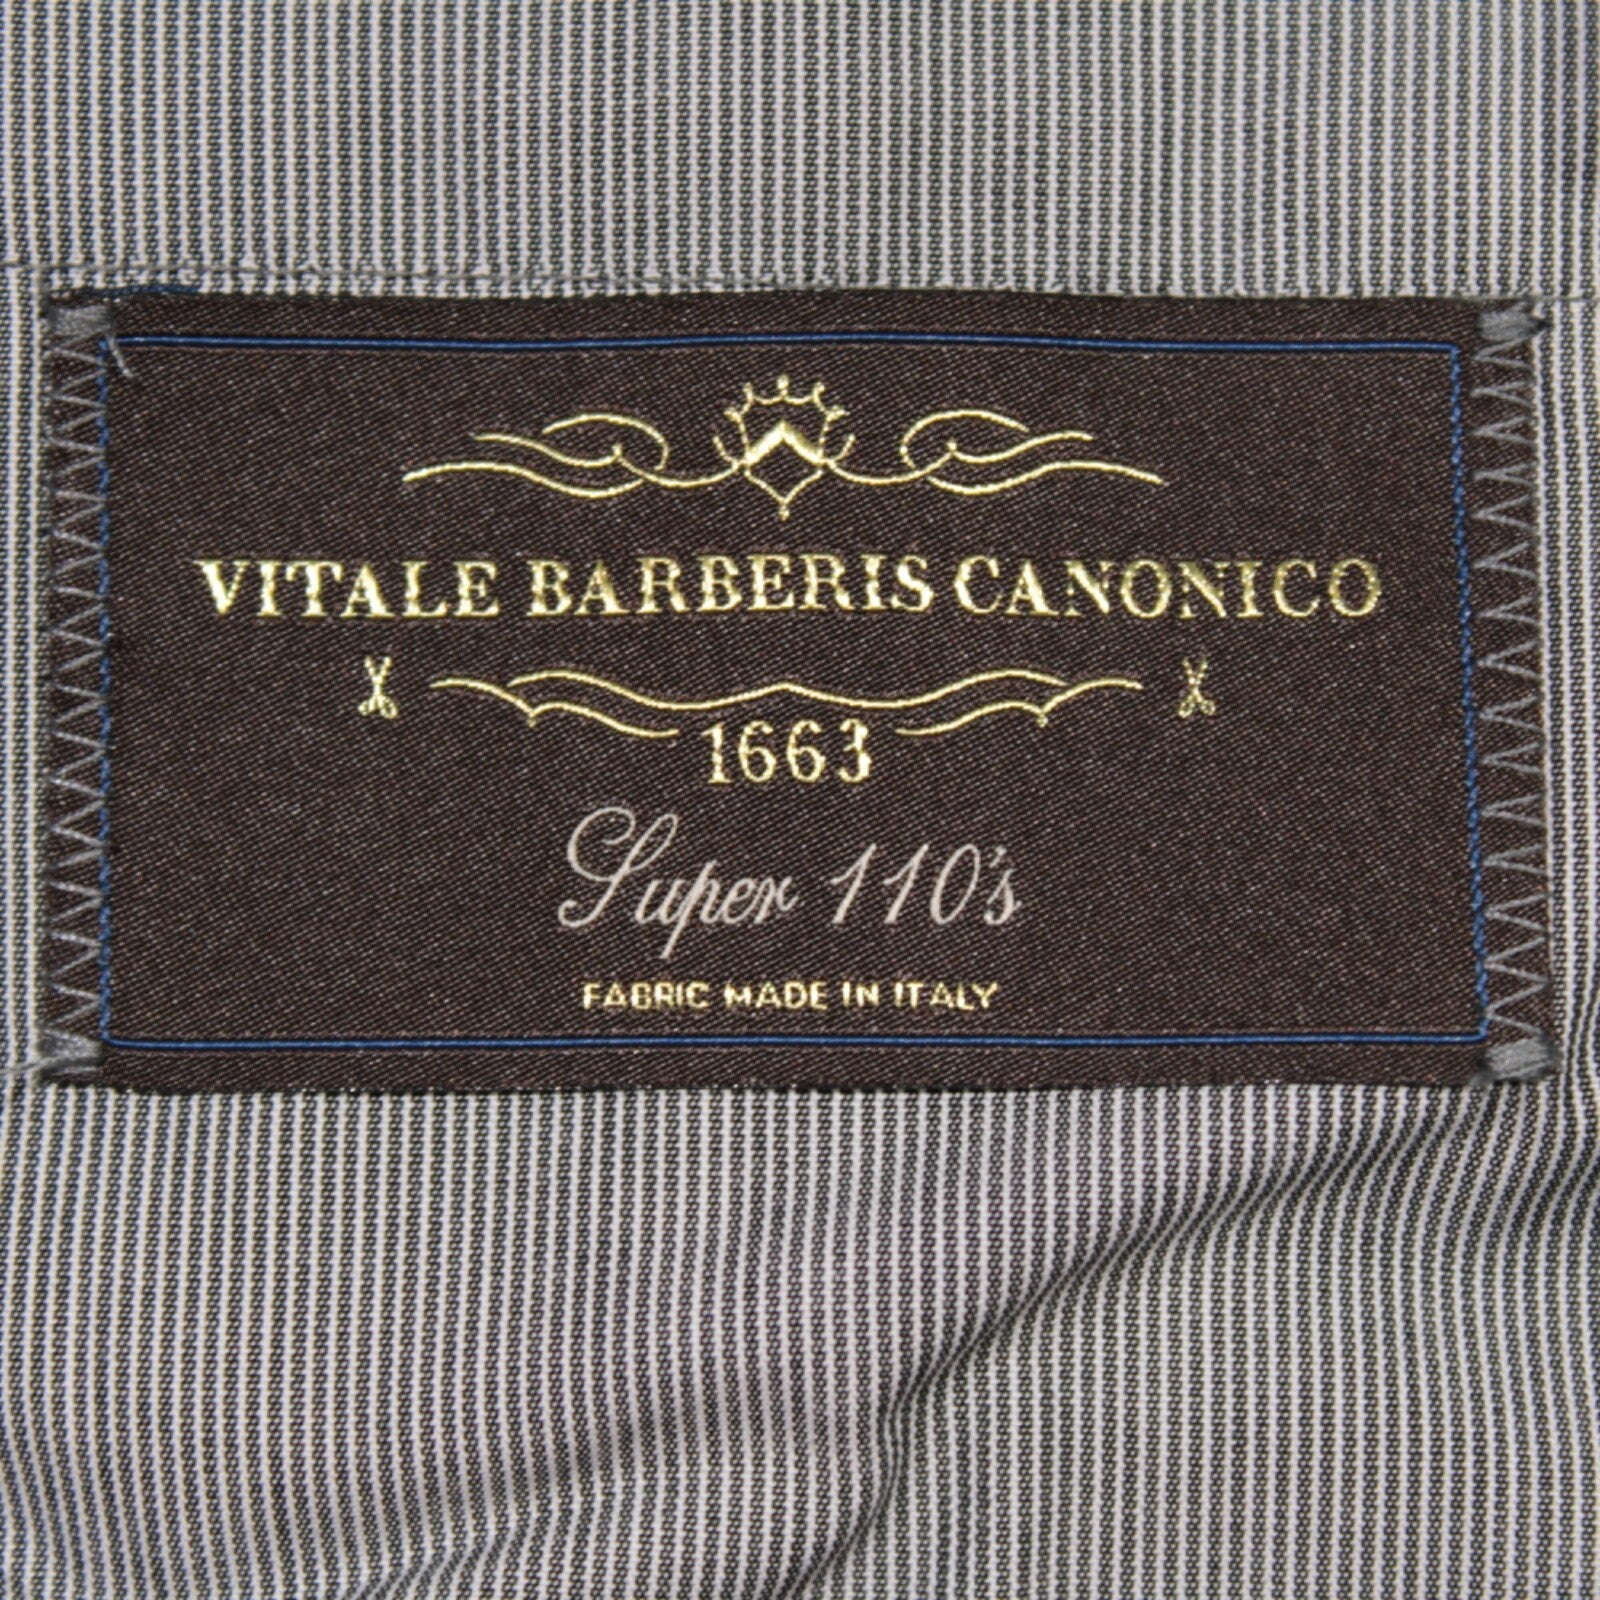 VITALE BARBERIS CANONICO
1663
Super 110's
FABRIC MADE IN ITALY